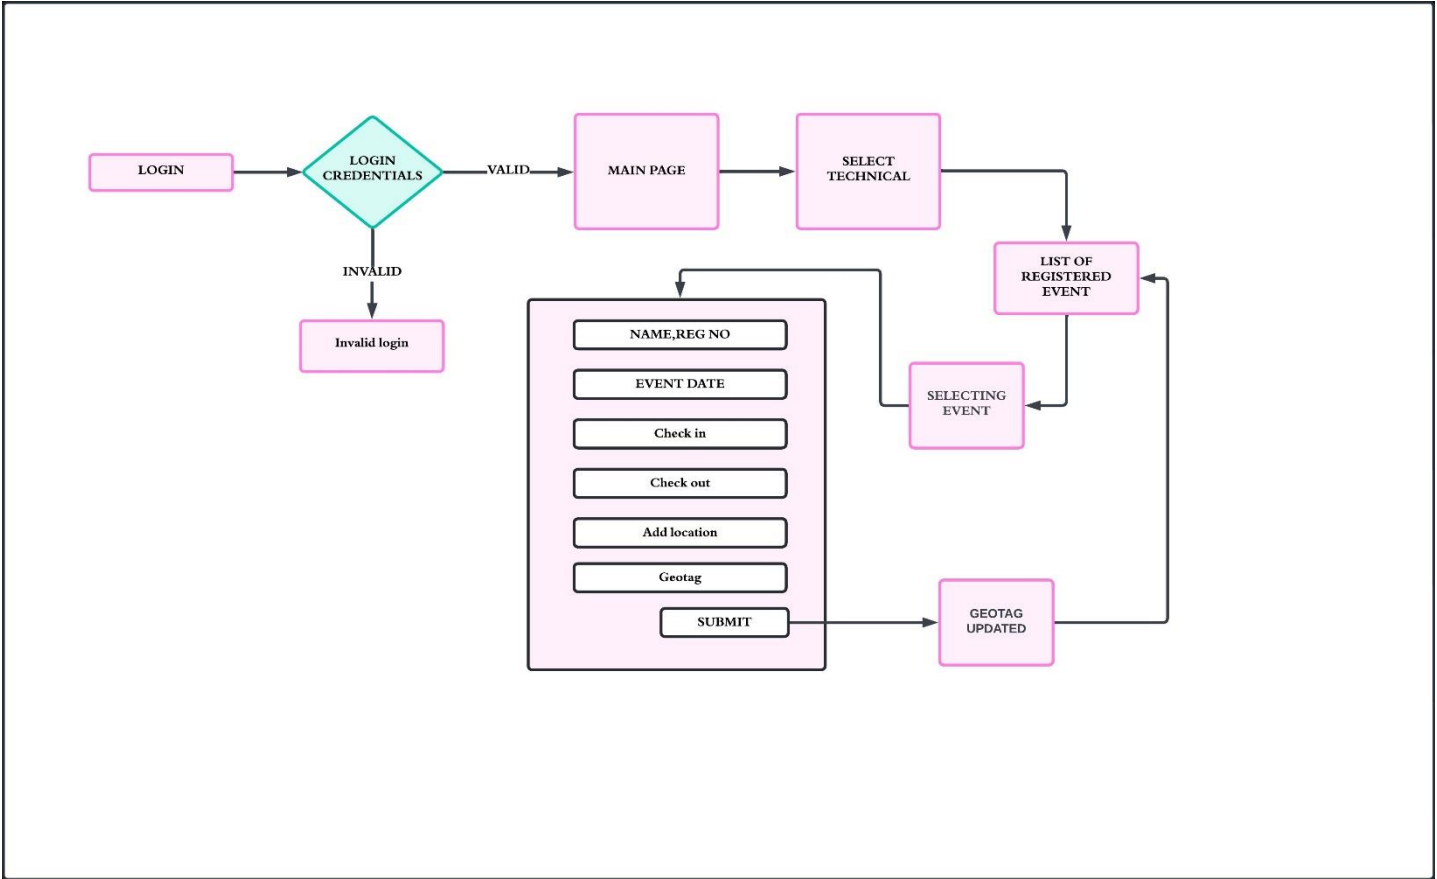 LOGIN
LOGIN
CREDENTIALS
VALID
MAIN PAGE
SELECT
TECHNICAL
INVALID
Invalid login
LIST OF
REGISTERED
EVENT
SELECTING
EVENT
NAME,REG NO
EVENT DATE
Check in
Check out
Add location
Geotag
SUBMIT
GEOTAG
UPDATED